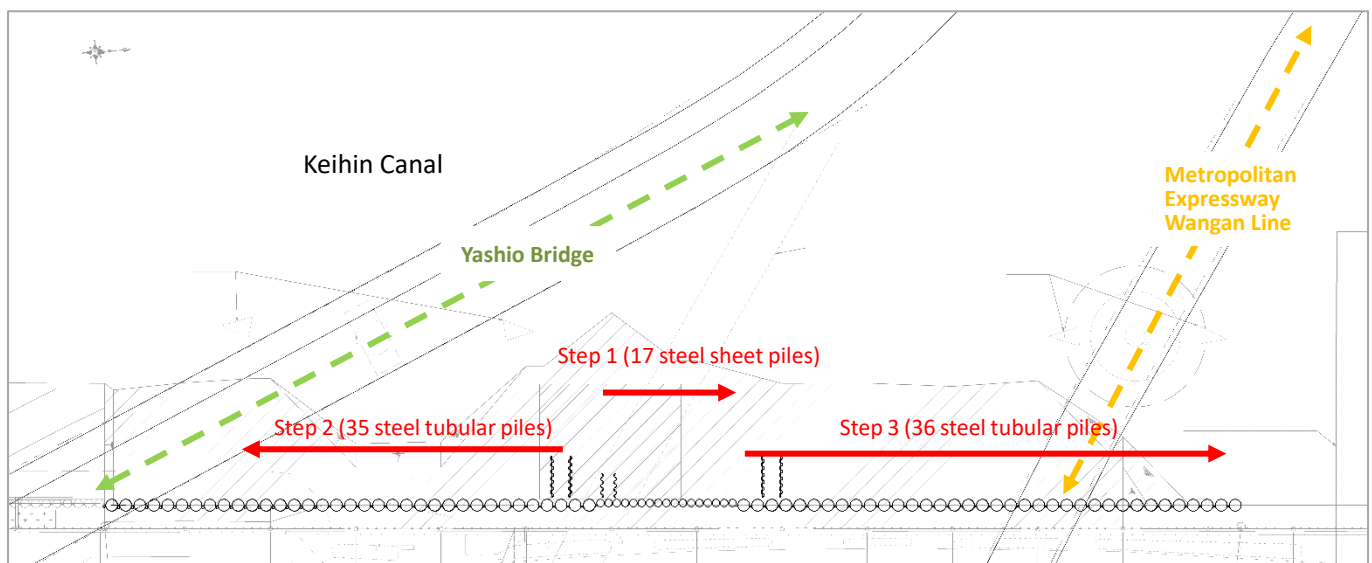 Keihin Canal
Metropolitan
Expressway
Wangan Line
Yashio Bridge
Step 1 (17 steel sheet piles)
Step 2 (35 steel tubular piles)
Step 3 (36 steel tubular piles)